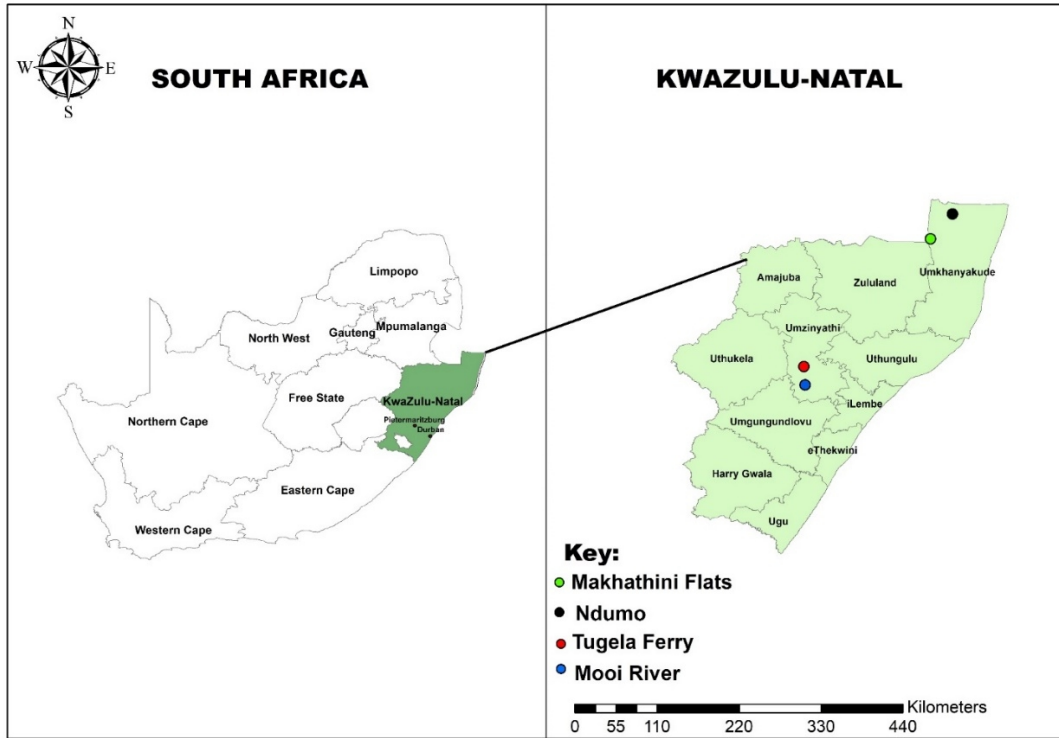 N
W E
S
SOUTH AFRICA
Limpopo
North West
Gauteng
Mpumalanga
Free State
KwaZulu-Natal
Pietermaritzburg
Durban
Northern Cape
Eastern Cape
Western Cape
KWAZULU-NATAL
Amajuba
Zululand
Umkhanyakude
Umzinyathi
Uthukela
Uthungulu
iLembe
Umgungundlovu
eThekwini
Harry Gwala
Ugu
Key:
Makhathini Flats
Ndumo
Tugela Ferry
Mooi River
Kilometers
0 55 110 220 330 440